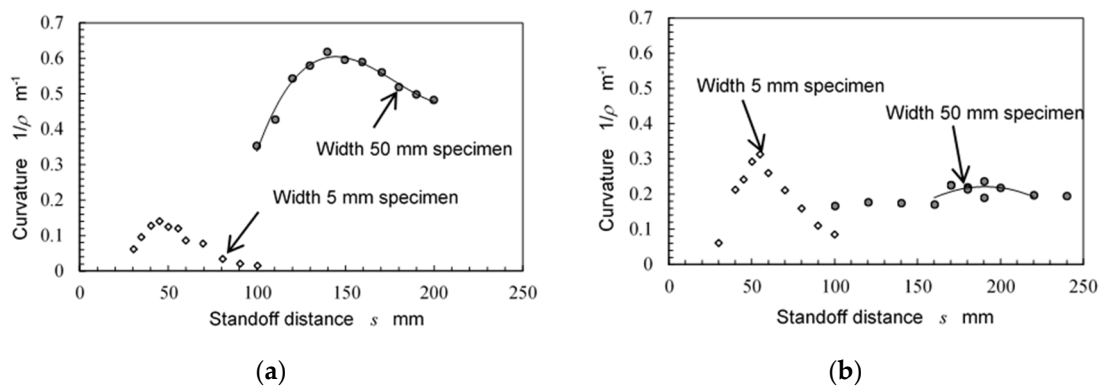 0.7
0.6
0.5
0.4
0.3
0.2
0.1
0
Curvature 1/ρ m⁻¹
Width 50 mm specimen
Width 5 mm specimen
0 50 100 150 200 250
Standoff distance s mm
(a)
0.7
0.6
0.5
0.4
0.3
0.2
0.1
0
Curvature 1/ρ m⁻¹
Width 5 mm specimen
Width 50 mm specimen
0 50 100 150 200 250
Standoff distance s mm
(b)